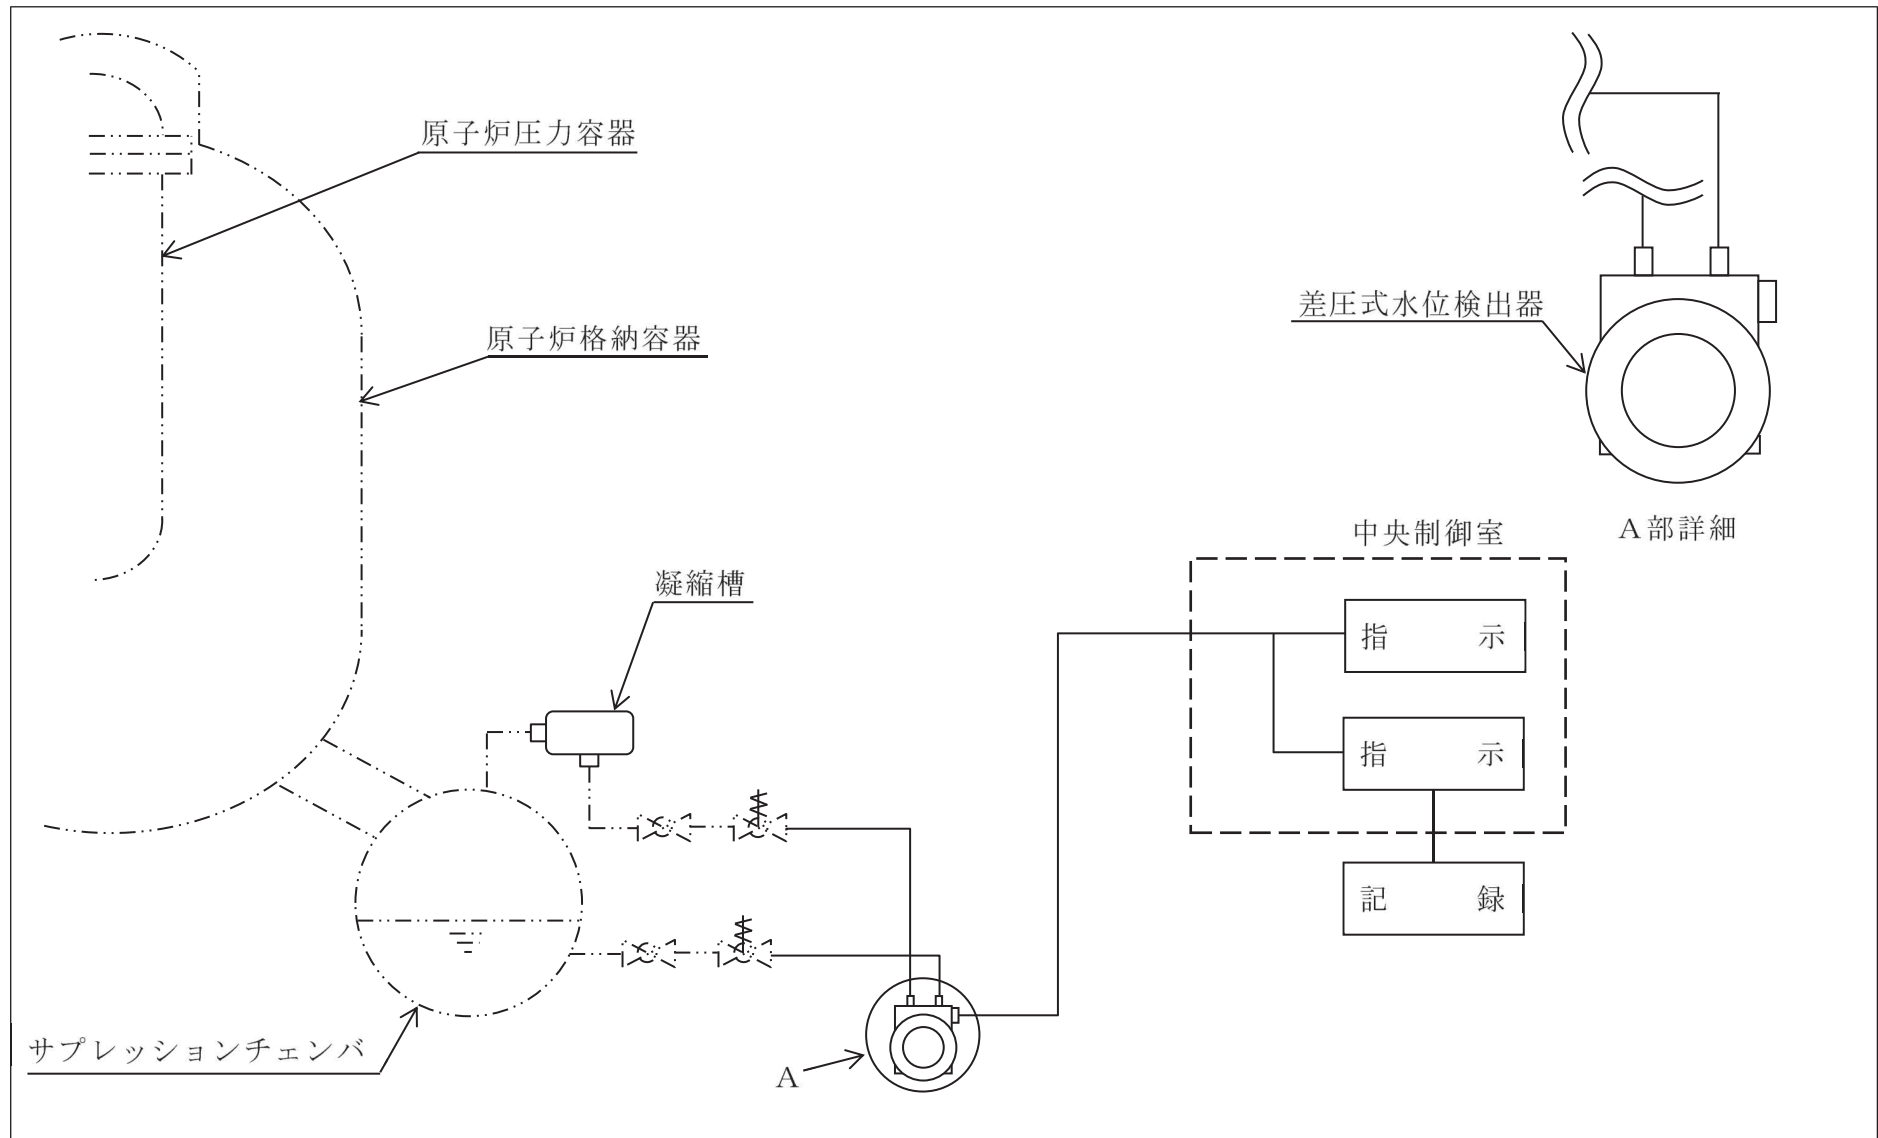 原子炉圧力容器
原子炉格納容器
差圧式水位検出器
A部詳細
中央制御室
凝縮槽
指 示
指 示
記 録
サプレッションチェンバ
A